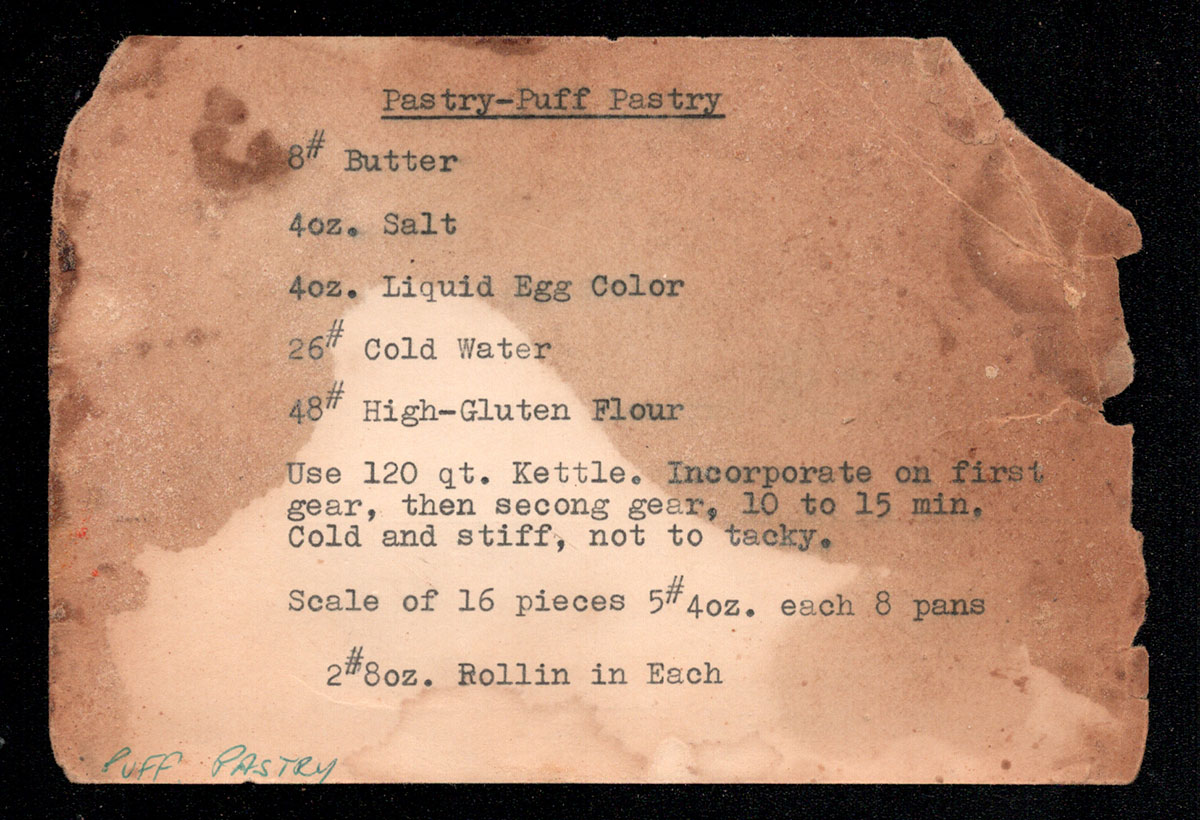 Pastry-Puff Pastry
8# Butter
4oz. Salt
4oz. Liquid Egg Color
26# Cold Water
48# High-Gluten Flour
Use 120 qt. Kettle. Incorporate on first
gear, then secong gear, 10 to 15 min.
Cold and stiff, not to tacky.
Scale of 16 pieces 5#4oz. each 8 pans
2#8oz. Rollin in Each
PUFF PASTRY